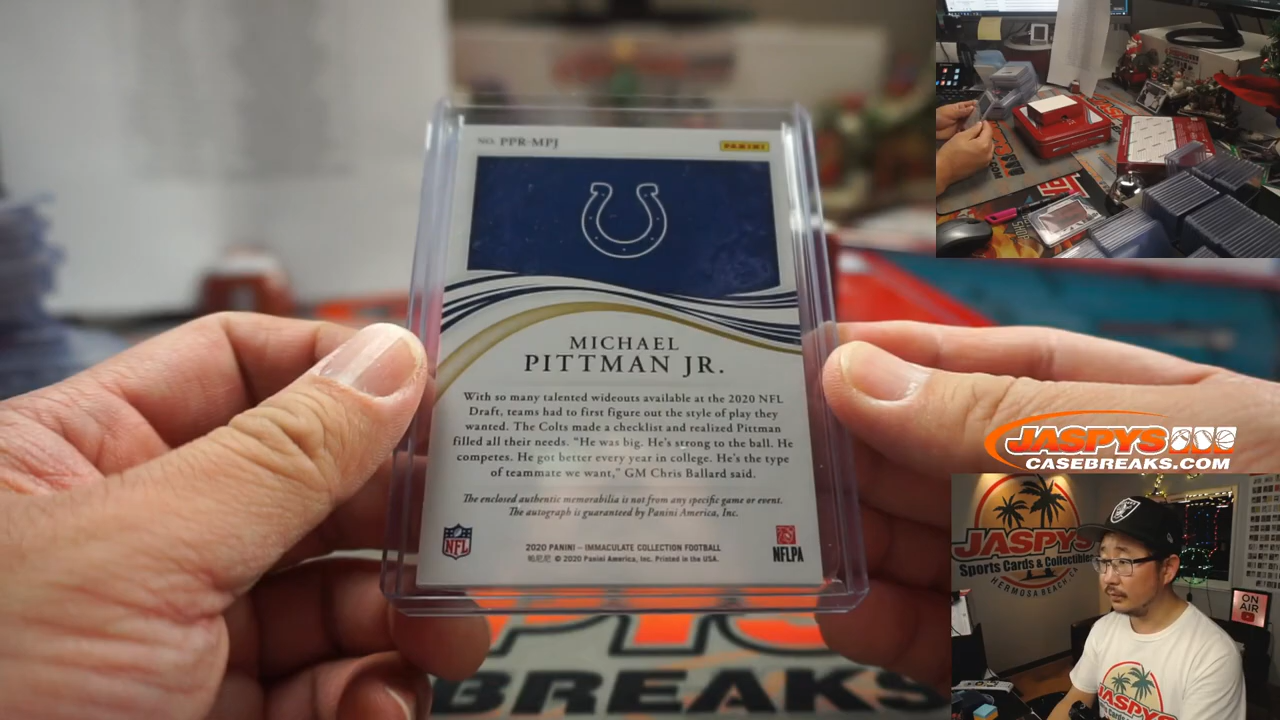 NO. PPR-MPJ
PANINI
MICHAEL
PITTMAN JR.
With so many talented wideouts available at the 2020 NFL
Draft, teams had to first figure out the style of play they
wanted. The Colts made a checklist and realized Pittman
filled all their needs. “He was big. He’s strong to the ball. He
competes. He got better every year in college. He’s the type
of teammate we want,” GM Chris Ballard said.
The enclosed authentic memorabilia is not from any specific game or event.
The autograph is guaranteed by Panini America, Inc.
NFL
2020 PANINI – IMMACULATE COLLECTION FOOTBALL
帕尼尼 © 2020 Panini America, Inc. Printed in the USA.
NFLPA
BREAKS
JASPYS
CASEBREAKS.COM
JASPYS
Sports Cards & Collectibles
HERMOSA BEACH, CA
ON
AIR
JASPYS